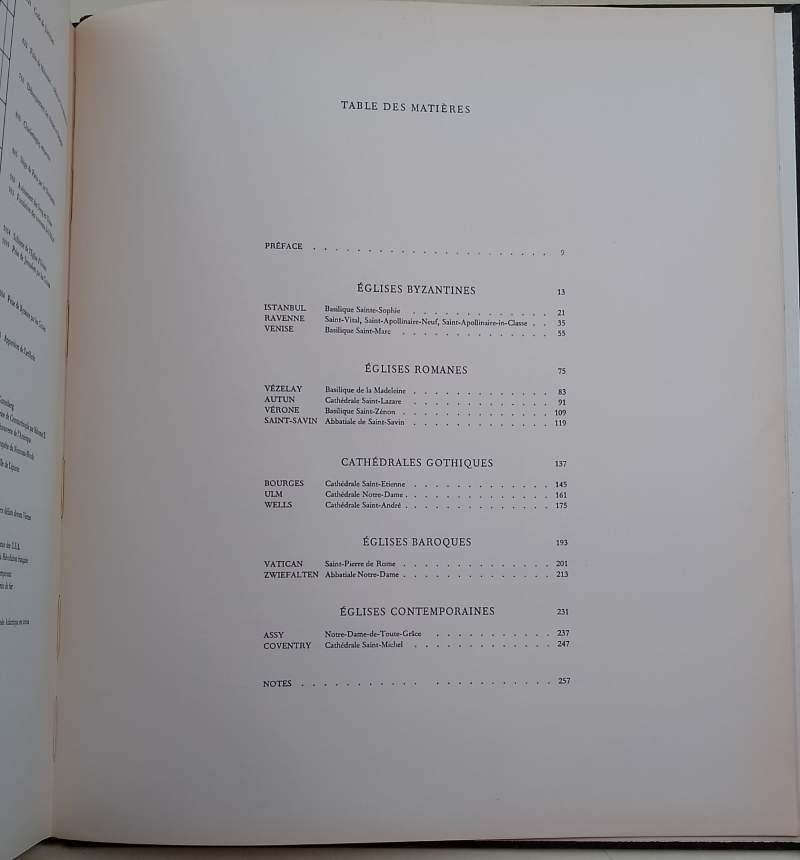 TABLE DES MATIÈRES
PRÉFACE . . . . . . . . . . . . . . . . . . . . . . 9
ÉGLISES BYZANTINES 13
ISTANBUL Basilique Sainte-Sophie . . . . . . . . . . . . . 21
RAVENNE Saint-Vital, Saint-Apollinaire-Neuf, Saint-Apollinaire-in-Classe . . 35
VENISE Basilique Saint-Marc . . . . . . . . . . . . . . 55
ÉGLISES ROMANES 75
VÉZELAY Basilique de la Madeleine . . . . . . . . . . . . . 83
AUTUN Cathédrale Saint-Lazare . . . . . . . . . . . . . 91
VÉRONE Basilique Saint-Zénon . . . . . . . . . . . . . . 109
SAINT-SAVIN Abbatiale de Saint-Savin . . . . . . . . . . . . . 119
CATHÉDRALES GOTHIQUES 137
BOURGES Cathédrale Saint-Etienne . . . . . . . . . . . . . 145
ULM Cathédrale Notre-Dame . . . . . . . . . . . . . . 161
WELLS Cathédrale Saint-André . . . . . . . . . . . . . . 175
ÉGLISES BAROQUES 193
VATICAN Saint-Pierre de Rome . . . . . . . . . . . . . . 201
ZWIEFALTEN Abbatiale Notre-Dame . . . . . . . . . . . . . . 213
ÉGLISES CONTEMPORAINES 231
ASSY Notre-Dame-de-Toute-Grâce . . . . . . . . . . . 237
COVENTRY Cathédrale Saint-Michel . . . . . . . . . . . . . 247
NOTES . . . . . . . . . . . . . . . . . . . . . . 257